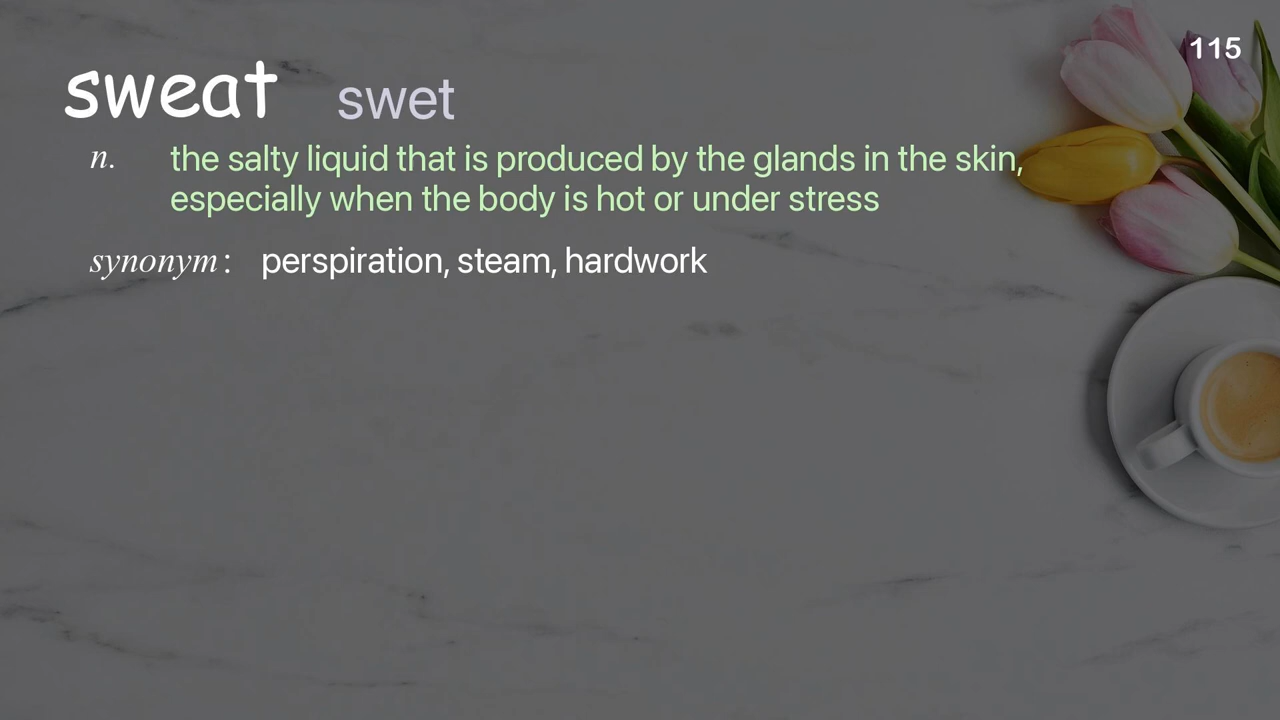 115
sweat swet
n. the salty liquid that is produced by the glands in the skin,
especially when the body is hot or under stress
synonym : perspiration, steam, hardwork